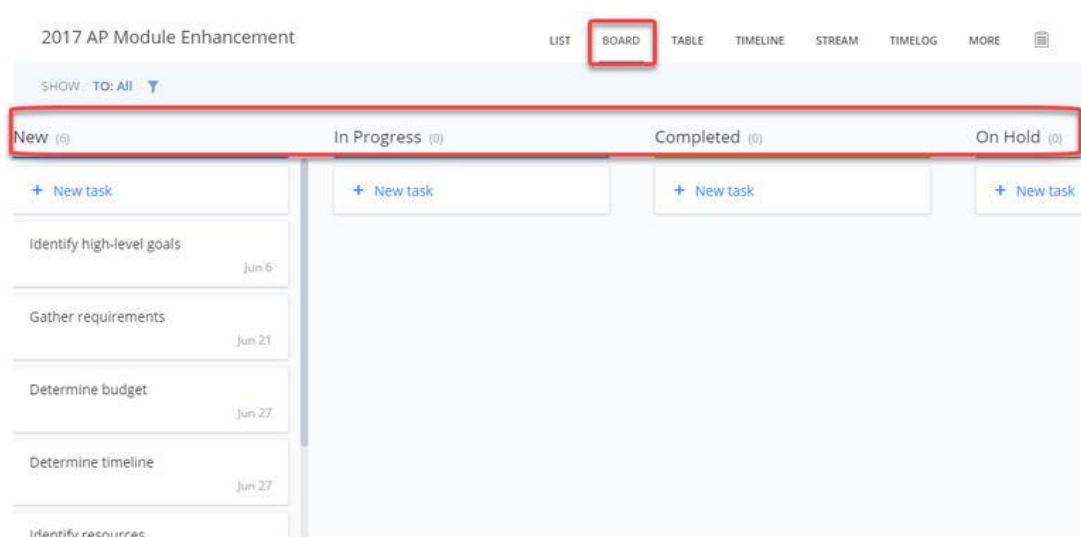 2017 AP Module Enhancement
LIST BOARD TABLE TIMELINE STREAM TIMELOG MORE
SHOW TO: All
New (6)
In Progress (0)
Completed (0)
On Hold (0)
+ New task
+ New task
+ New task
+ New task
Identify high-level goals
Jun 6
Gather requirements
Jun 21
Determine budget
Jun 27
Determine timeline
Jun 27
Identify resources